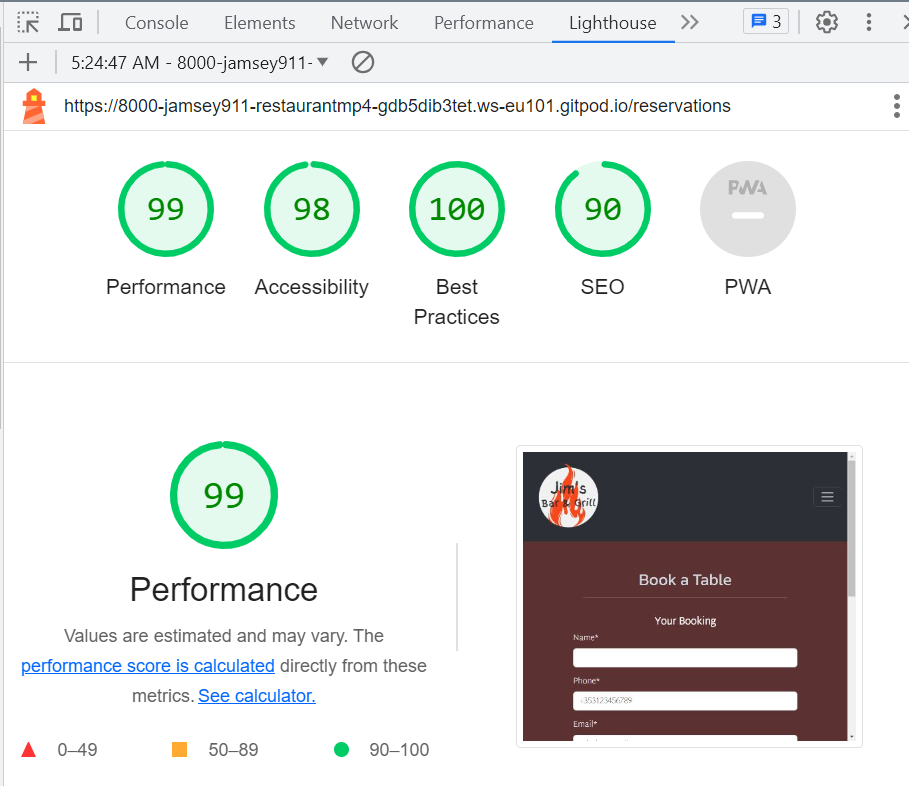 Console Elements Network Performance Lighthouse 3
5:24:47 AM - 8000-jamsey911-
https://8000-jamsey911-restaurantmp4-gdb5dib3tet.ws-eu101.gitpod.io/reservations
99 98 100 90 PWA
Performance Accessibility Best Practices SEO PWA
99
Performance
Values are estimated and may vary. The
performance score is calculated directly from these
metrics. See calculator.
0–49 50–89 90–100
Jim's
Bar & Grill
Book a Table
Your Booking
Name*
Phone*
+353123456789
Email*